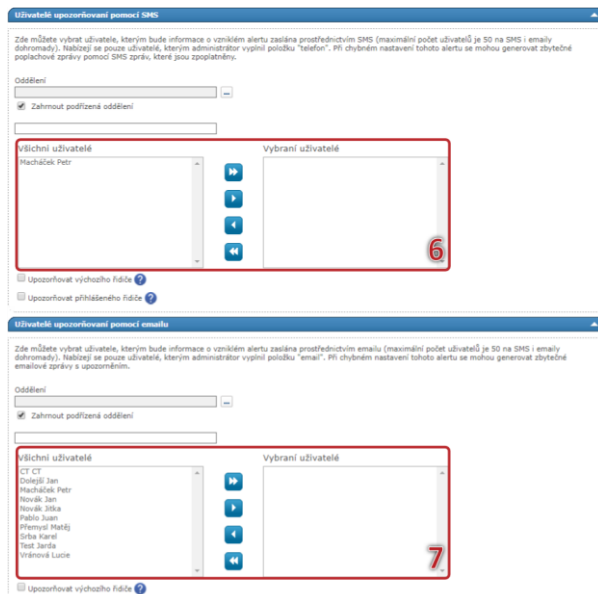 Uživatelé upozorňovaní pomocí SMS
Zde můžete vybrat uživatele, kterým bude informace o vzniklém alertu zaslána prostřednictvím SMS (maximální počet uživatelů je 50 na SMS i emaily
dohromady). Nabízejí se pouze uživatelé, kterým administrátor vyplnil položku "telefon". Při chybném nastavení tohoto alertu se mohou generovat zbytečné
poplachové zprávy pomocí SMS zpráv, které jsou zpoplatněny.
Oddělení
...
Zahrnout podřízená oddělení
Všichni uživatelé
Vybraní uživatelé
Macháček Petr
6
Upozorňovat výchozího řidiče ?
Upozorňovat přihlášeného řidiče ?
Uživatelé upozorňovaní pomocí emailu
Zde můžete vybrat uživatele, kterým bude informace o vzniklém alertu zaslána prostřednictvím emailu (maximální počet uživatelů je 50 na SMS i emaily
dohromady). Nabízejí se pouze uživatelé, kterým administrátor vyplnil položku "email". Při chybném nastavení tohoto alertu se mohou generovat zbytečné
emailové zprávy s upozorněním.
Oddělení
...
Zahrnout podřízená oddělení
Všichni uživatelé
Vybraní uživatelé
CT CT
Dolejší Jan
Macháček Petr
Novák Jan
Novák Jitka
Pablo Juan
Přemysl Matěj
Srba Karel
Test Jarda
Vránová Lucie
7
Upozorňovat výchozího řidiče ?